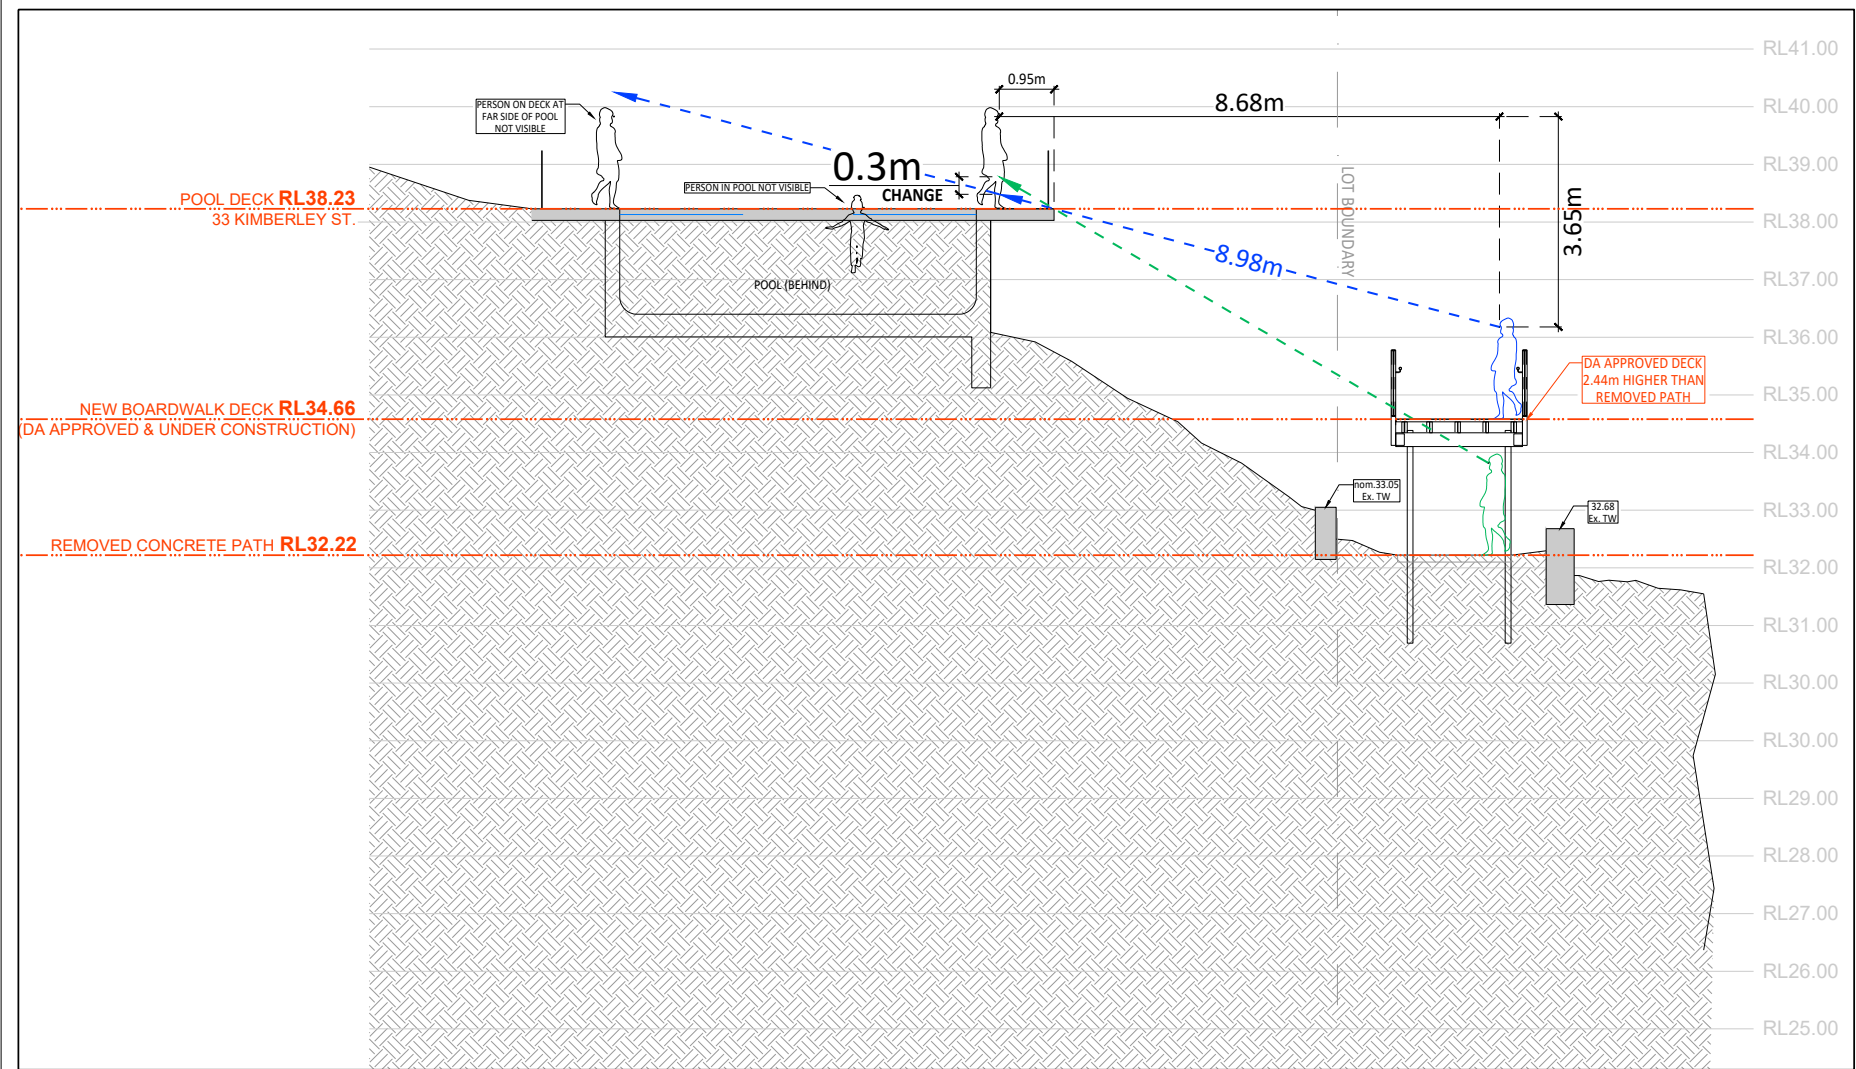 RL41.00
0.95m
8.68m
RL40.00
PERSON ON DECK AT
FAR SIDE OF POOL
NOT VISIBLE
RL39.00
0.3m
CHANGE
PERSON IN POOL NOT VISIBLE
LOT BOUNDARY
3.65m
POOL DECK RL38.23
33 KIMBERLEY ST.
RL38.00
8.98m
RL37.00
POOL (BEHIND)
RL36.00
DA APPROVED DECK
2.44m HIGHER THAN
REMOVED PATH
RL35.00
NEW BOARDWALK DECK RL34.66
(DA APPROVED & UNDER CONSTRUCTION)
RL34.00
nom.33.05
Ex. TW
32.68
Ex. TW
RL33.00
REMOVED CONCRETE PATH RL32.22
RL32.00
RL31.00
RL30.00
RL30.00
RL29.00
RL28.00
RL27.00
RL26.00
RL25.00